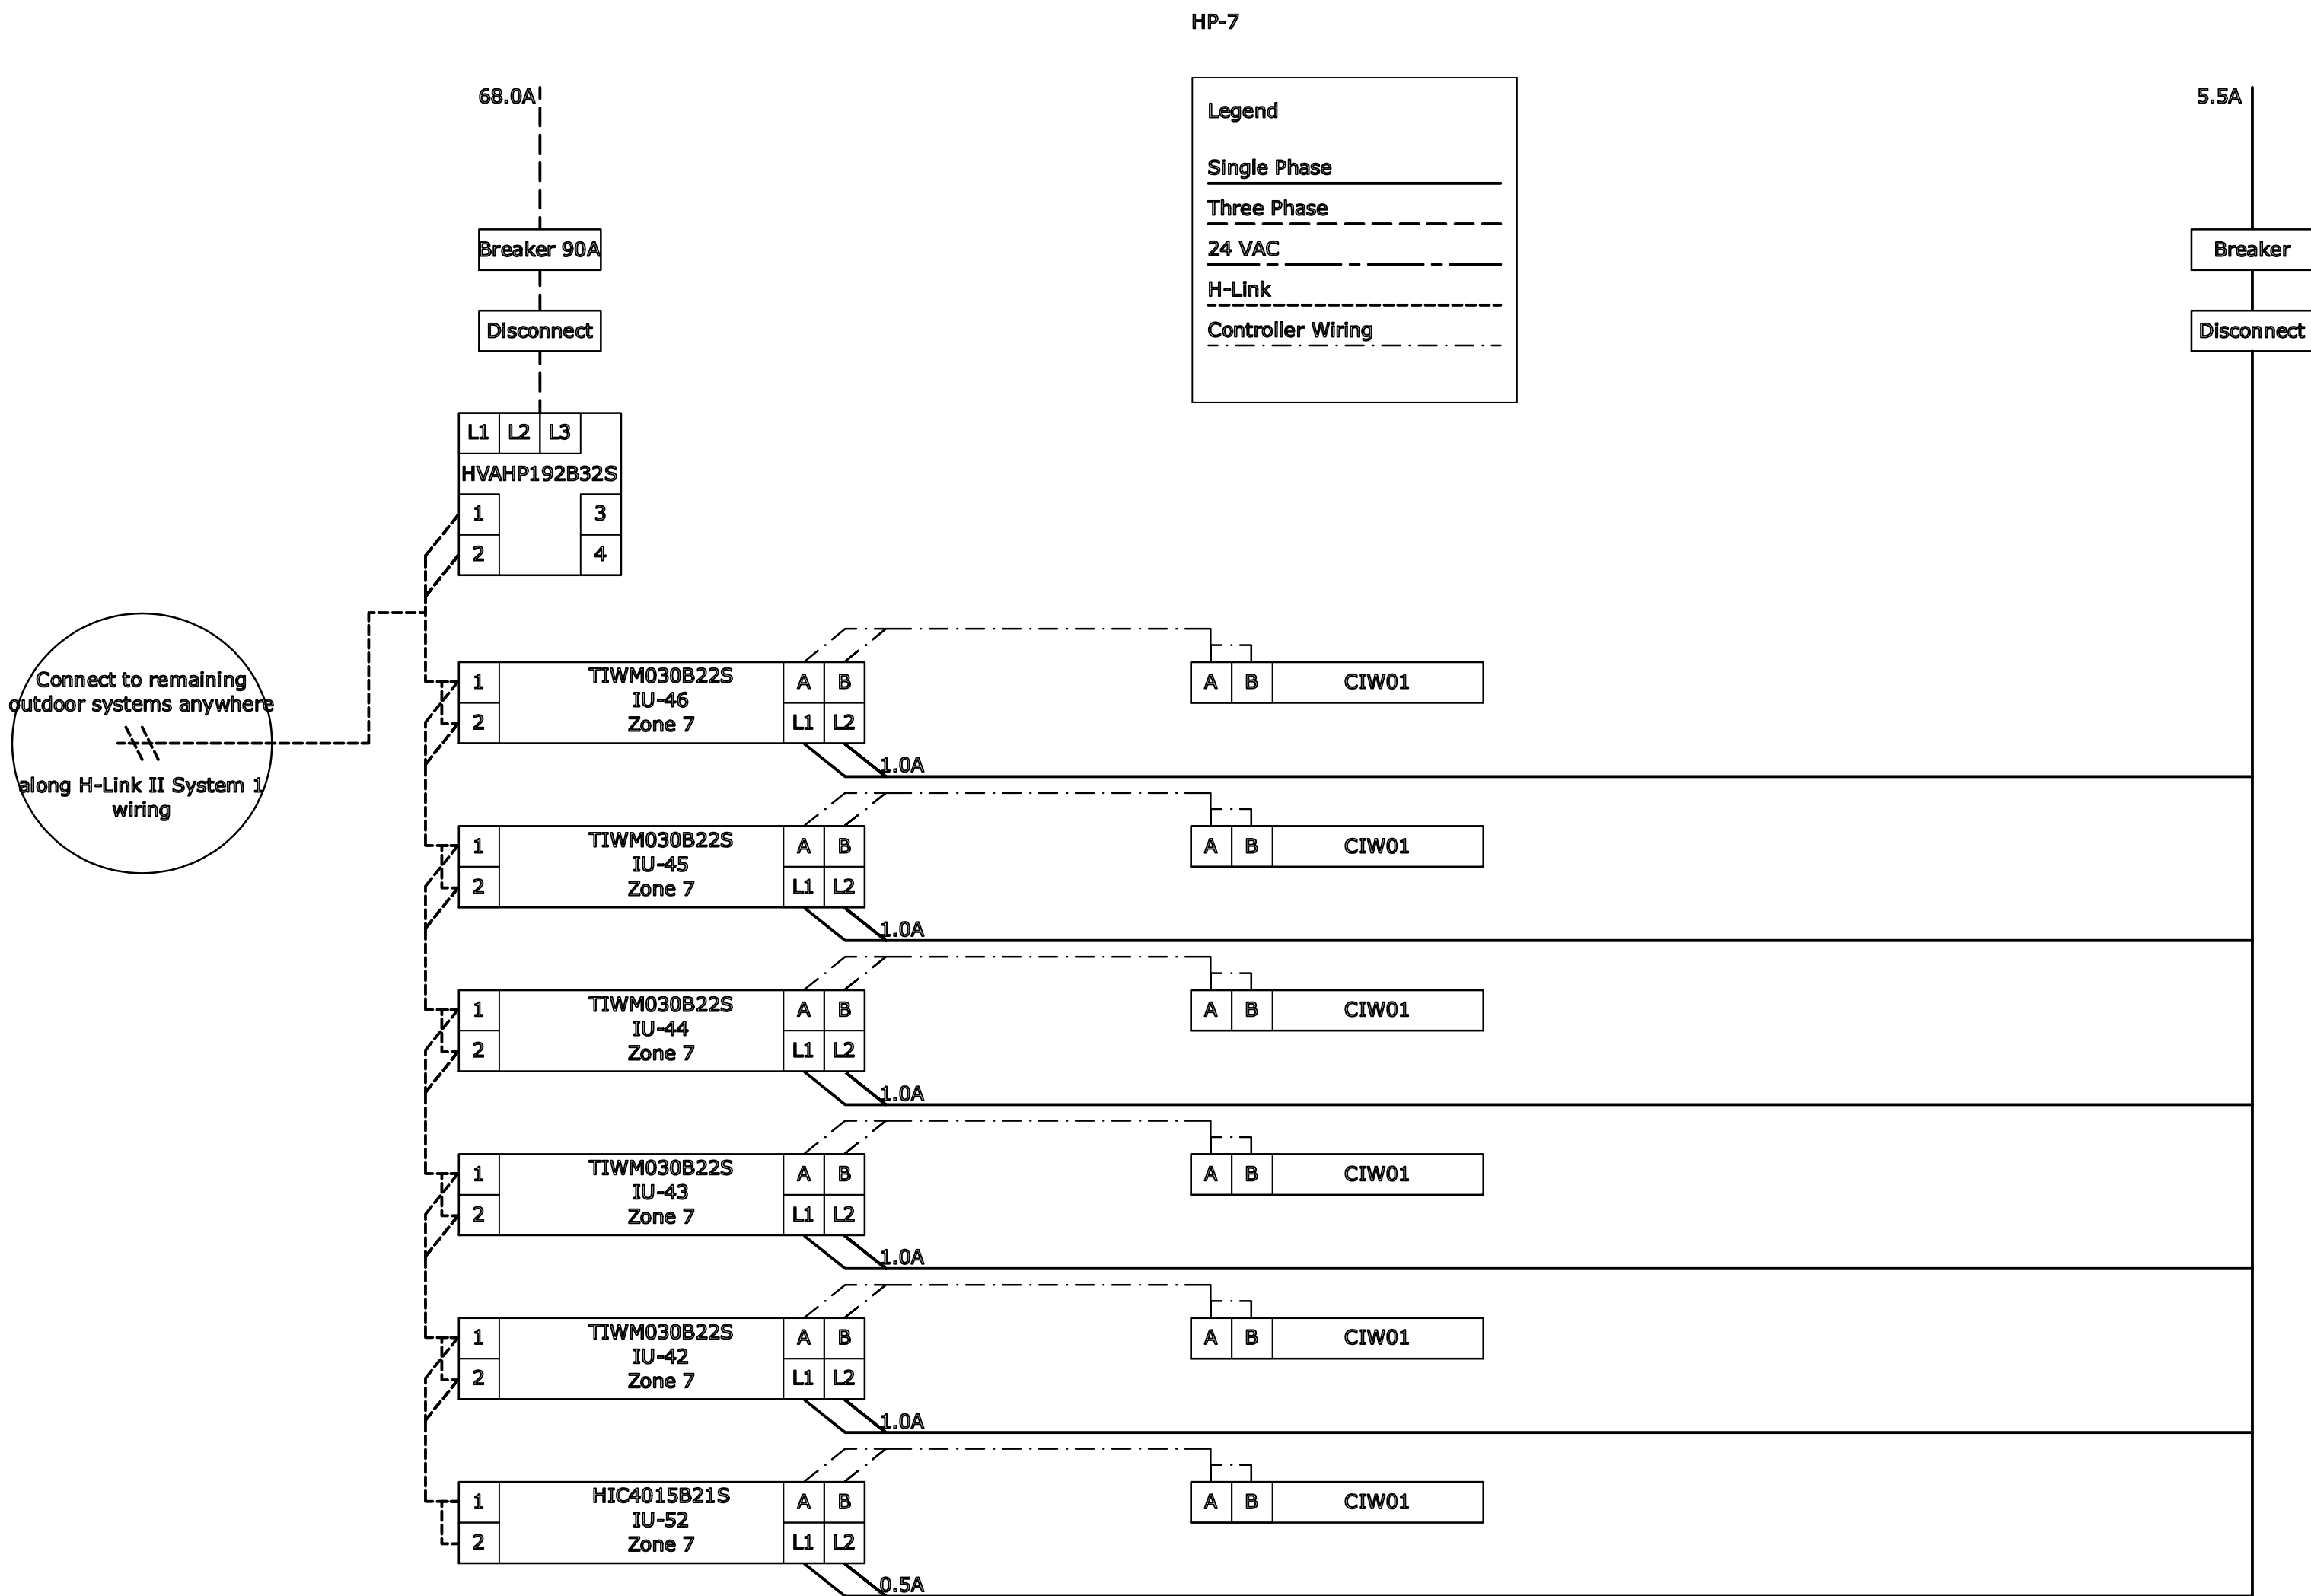 HP-7
68.0A
5.5A
Legend
Single Phase
Three Phase
24 VAC
H-Link
Controller Wiring
Breaker 90A
Breaker
Disconnect
Disconnect
L1 L2 L3
HVAHP192B32S
1 3
2 4
Connect to remaining
outdoor systems anywhere
along H-Link II System 1
wiring
1 TIWM030B22S A B
IU-46
2 Zone 7 L1 L2
A B CIW01
1.0A
1 TIWM030B22S A B
IU-45
2 Zone 7 L1 L2
A B CIW01
1.0A
1 TIWM030B22S A B
IU-44
2 Zone 7 L1 L2
A B CIW01
1.0A
1 TIWM030B22S A B
IU-43
2 Zone 7 L1 L2
A B CIW01
1.0A
1 TIWM030B22S A B
IU-42
2 Zone 7 L1 L2
A B CIW01
1.0A
1 HIC4015B21S A B
IU-52
2 Zone 7 L1 L2
A B CIW01
0.5A